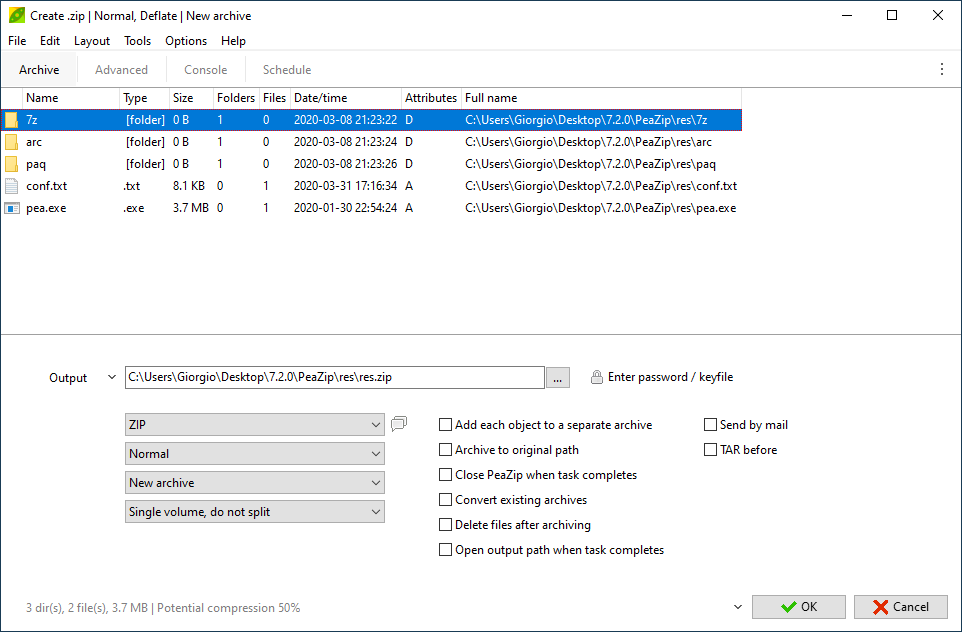 Create .zip | Normal, Deflate | New archive
File Edit Layout Tools Options Help
Archive Advanced Console Schedule
Name Type Size Folders Files Date/time Attributes Full name
7z [folder] 0 B 1 0 2020-03-08 21:23:22 D C:\Users\Giorgio\Desktop\7.2.0\PeaZip\res\7z
arc [folder] 0 B 1 0 2020-03-08 21:23:24 D C:\Users\Giorgio\Desktop\7.2.0\PeaZip\res\arc
paq [folder] 0 B 1 0 2020-03-08 21:23:26 D C:\Users\Giorgio\Desktop\7.2.0\PeaZip\res\paq
conf.txt .txt 8.1 KB 0 1 2020-03-31 17:16:34 A C:\Users\Giorgio\Desktop\7.2.0\PeaZip\res\conf.txt
pea.exe .exe 3.7 MB 0 1 2020-01-30 22:54:24 A C:\Users\Giorgio\Desktop\7.2.0\PeaZip\res\pea.exe
Output C:\Users\Giorgio\Desktop\7.2.0\PeaZip\res\res.zip ... Enter password / keyfile
ZIP
Normal
New archive
Single volume, do not split
Add each object to a separate archive
Archive to original path
Close PeaZip when task completes
Convert existing archives
Delete files after archiving
Open output path when task completes
Send by mail
TAR before
3 dir(s), 2 file(s), 3.7 MB | Potential compression 50%
OK Cancel